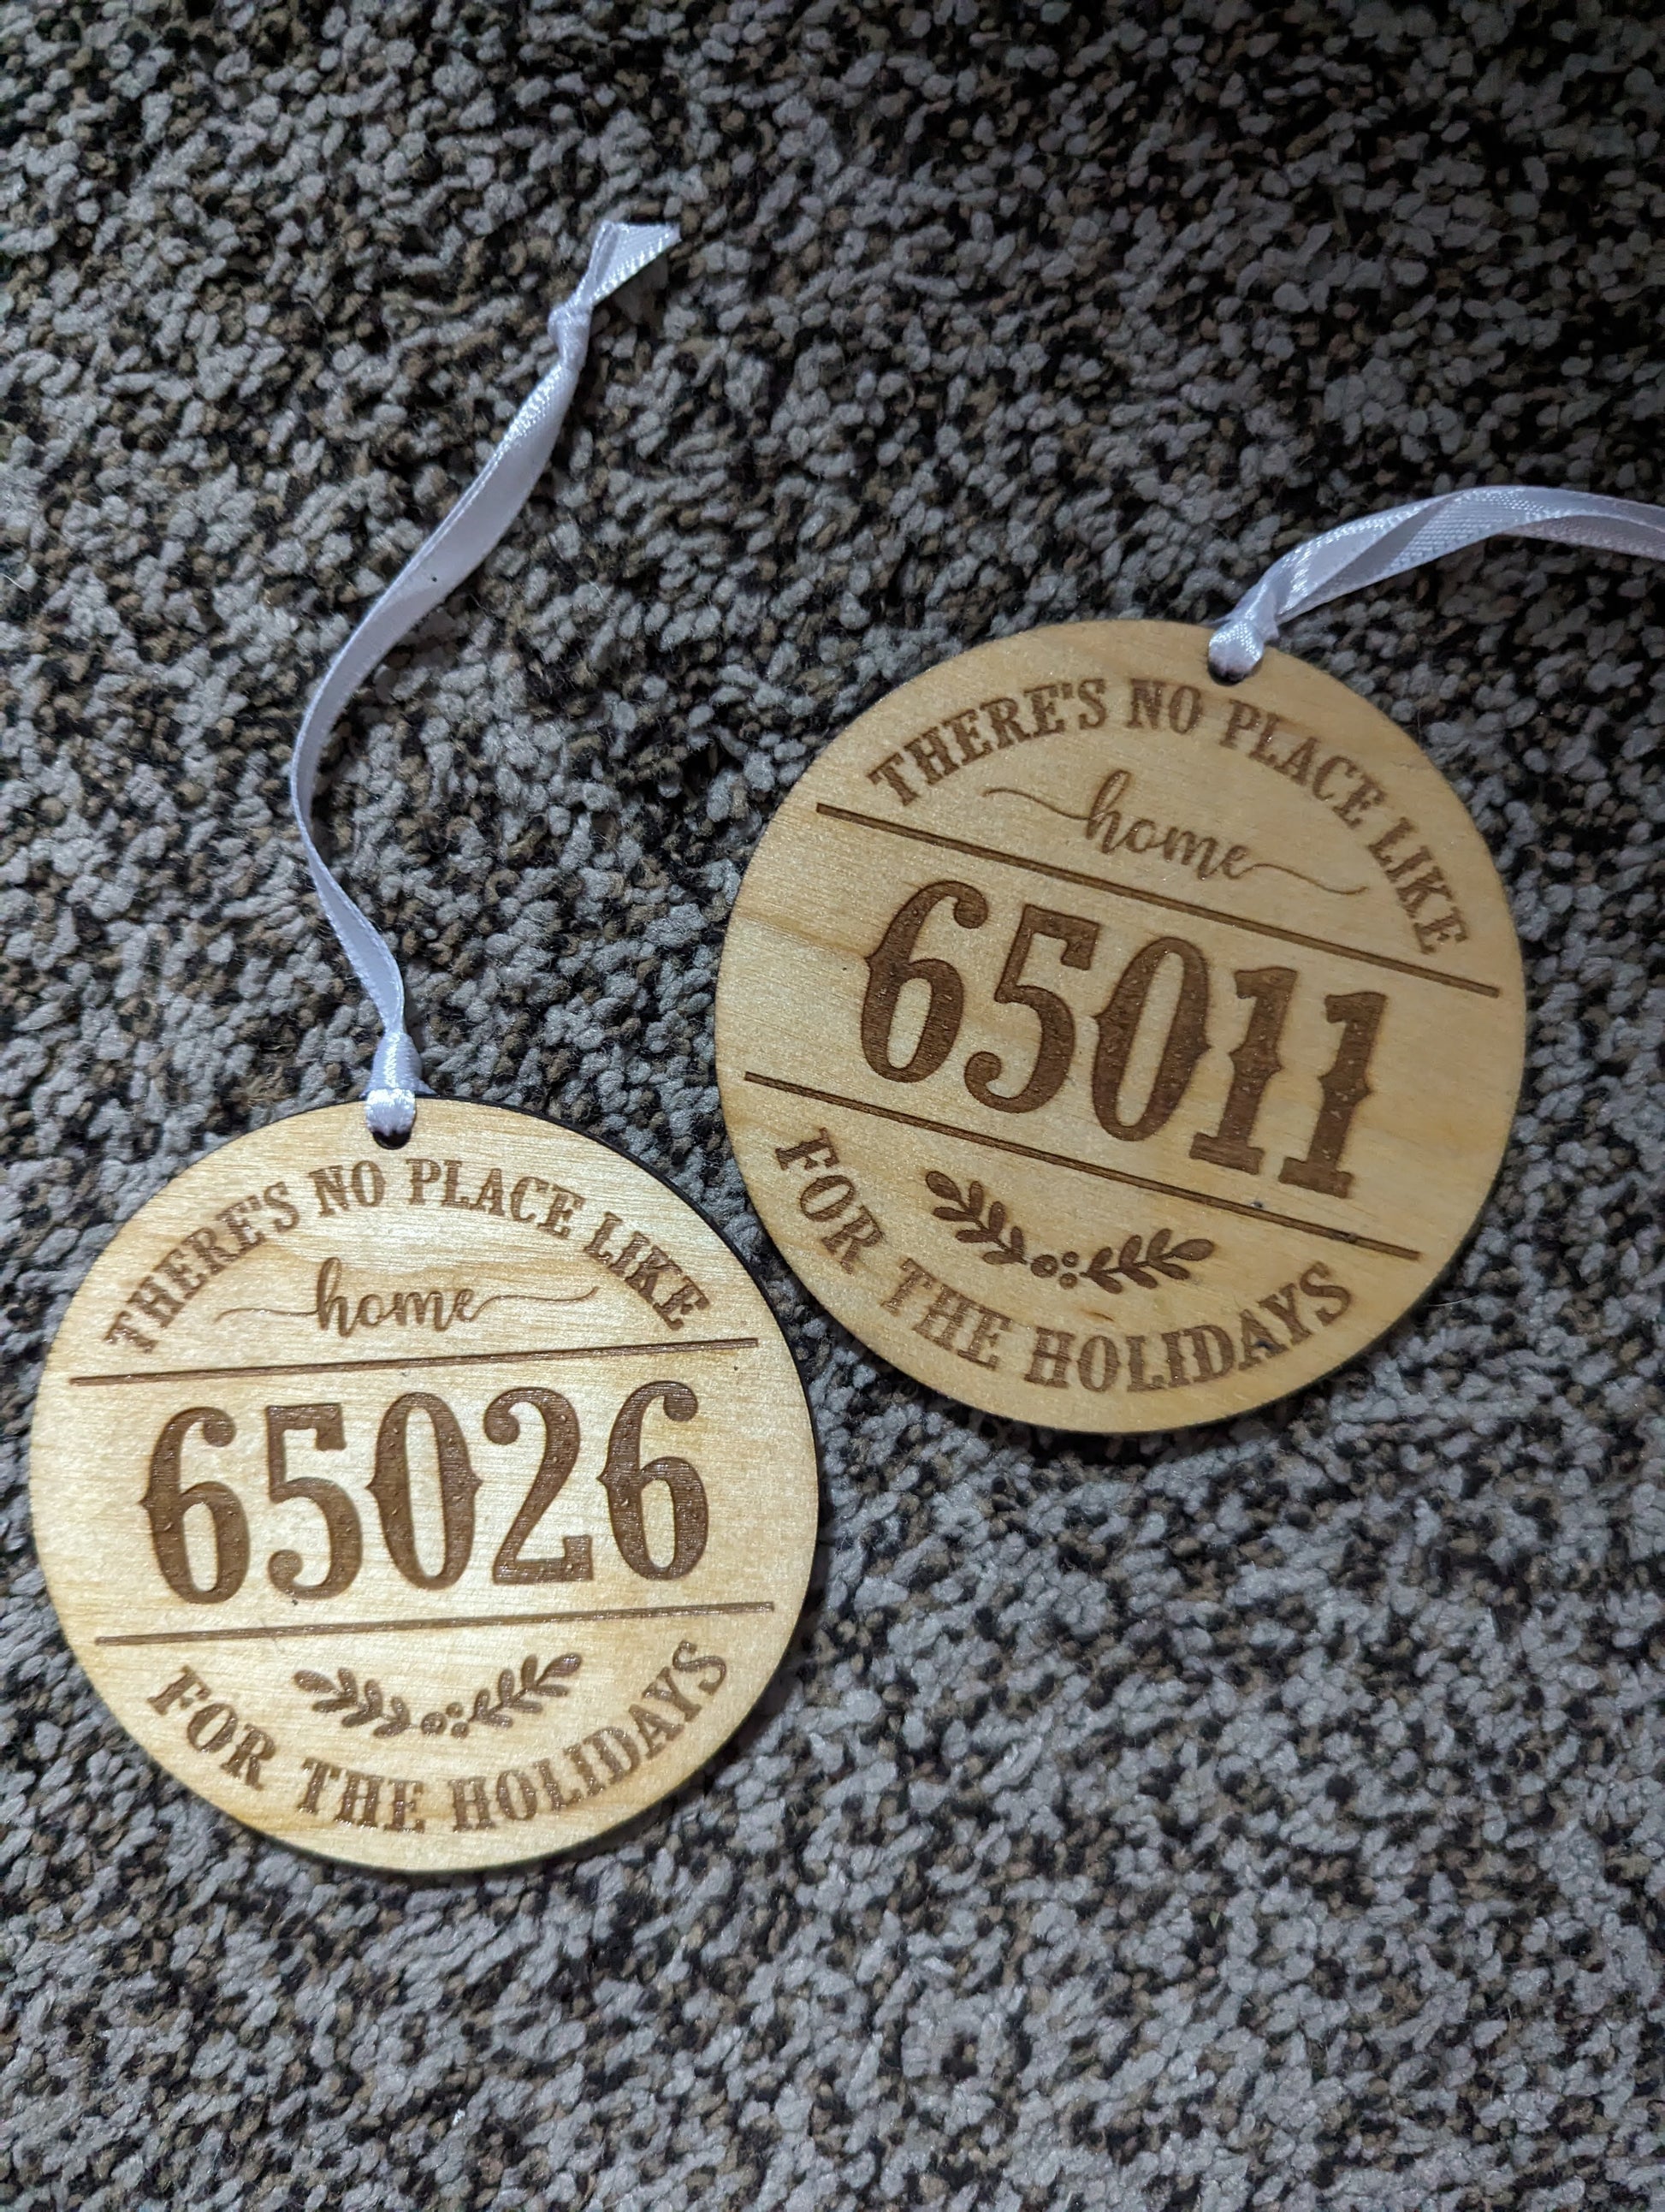 THERE'S NO PLACE LIKE
home
65026
FOR THE HOLIDAYS
THERE'S NO PLACE LIKE
home
65011
FOR THE HOLIDAYS